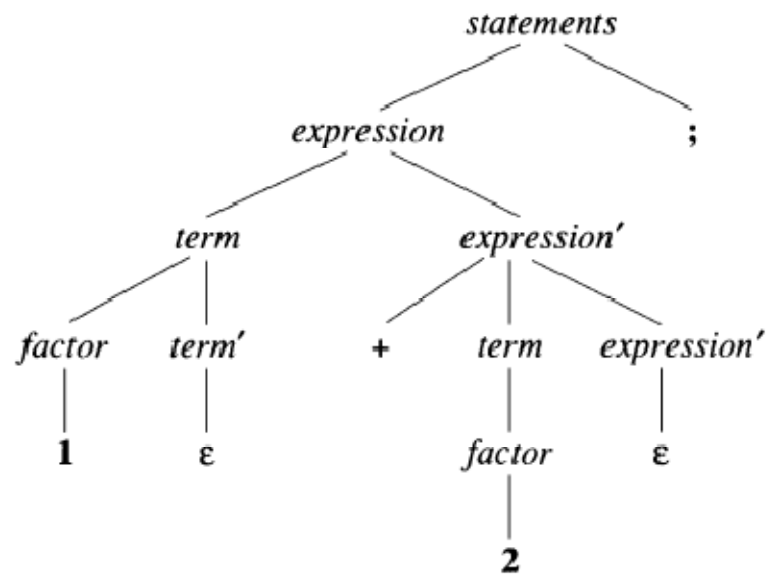 statements
expression ;
term expression′
factor term′ + term expression′
1 ε factor ε
2